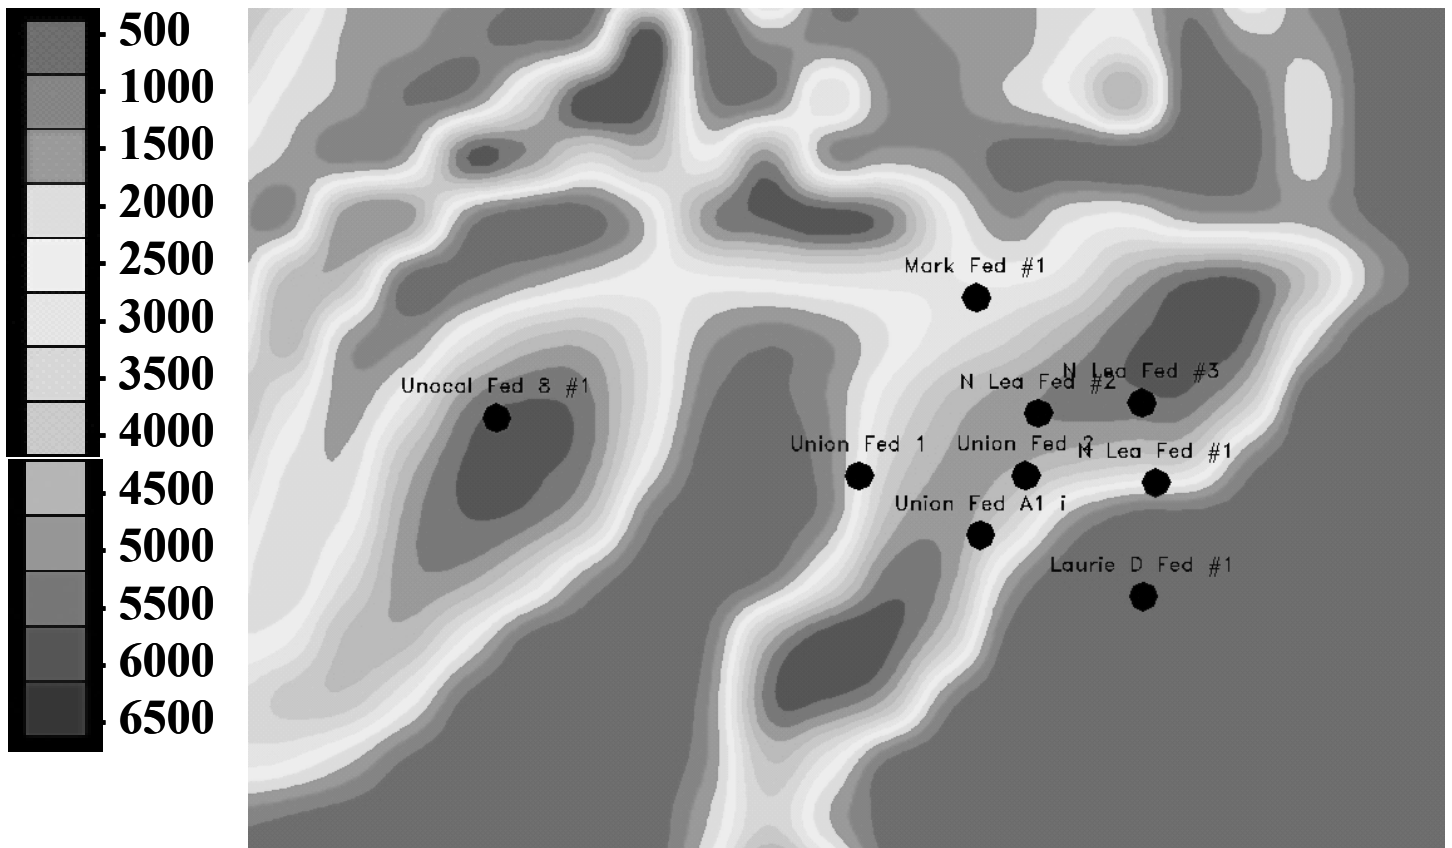 500
1000
1500
2000
2500
3000
3500
4000
4500
5000
5500
6000
6500
Mark Fed #1
N Lea Fed #3
N Lea Fed #2
Unocal Fed 8 #1
Union Fed 1
Union Fed 2
N Lea Fed #1
Union Fed A1 i
Laurie D Fed #1